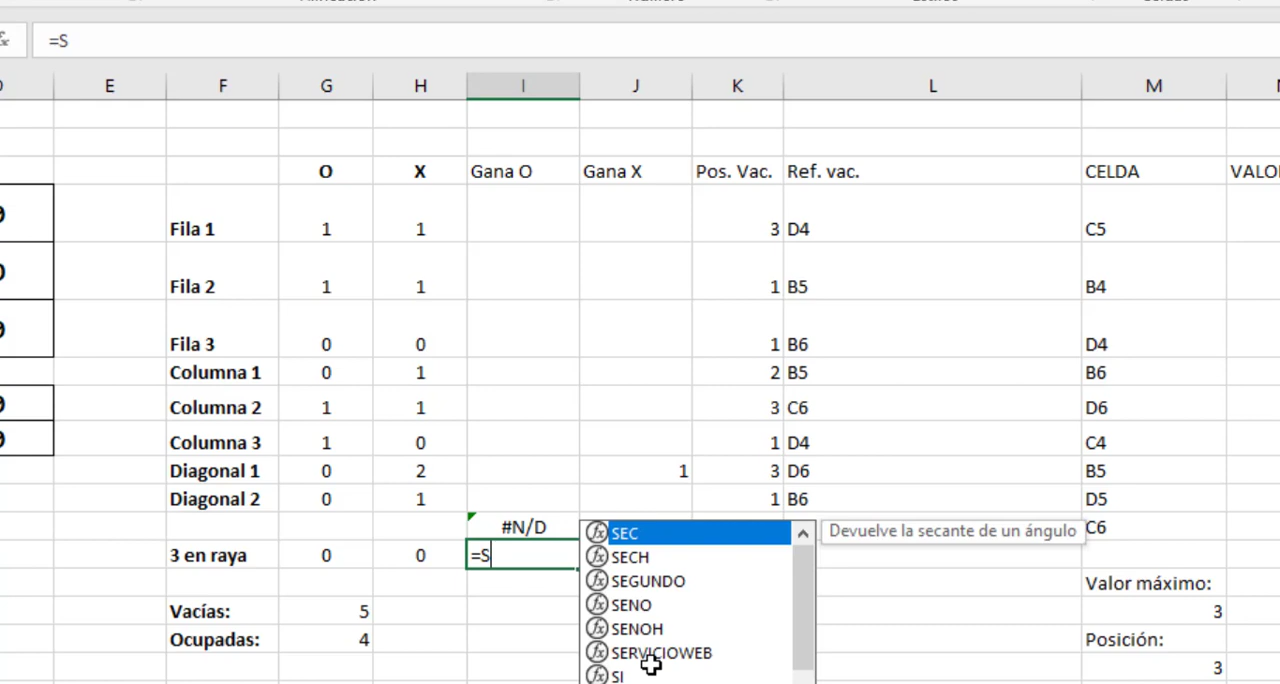 =S
E F G H I J K L M
O X Gana O Gana X Pos. Vac. Ref. vac. CELDA VALO
Fila 1 1 1 3 D4 C5
Fila 2 1 1 1 B5 B4
Fila 3 0 0 1 B6 D4
Columna 1 0 1 2 B5 B6
Columna 2 1 1 3 C6 D6
Columna 3 1 0 1 D4 C4
Diagonal 1 0 2 1 3 D6 B5
Diagonal 2 0 1 1 B6 D5
#N/D C6
3 en raya 0 0 =S
SEC Devuelve la secante de un ángulo
SECH
SEGUNDO
SENO
SENOH
SERVICIOWEB
SI
Valor máximo:
Vacías: 5 3
Ocupadas: 4 Posición:
3